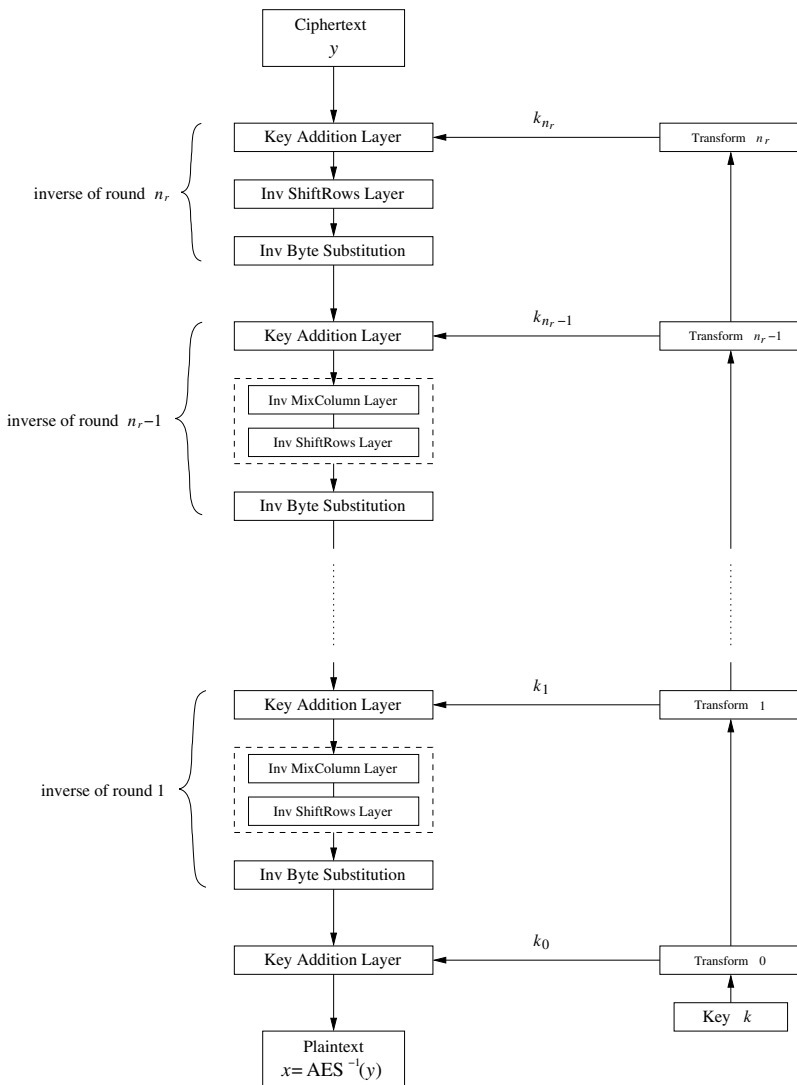 Ciphertext
y
Key Addition Layer
k_{n_r}
Transform n_r
inverse of round n_r
Inv ShiftRows Layer
Inv Byte Substitution
Key Addition Layer
k_{n_r−1}
Transform n_r−1
inverse of round n_r−1
Inv MixColumn Layer
Inv ShiftRows Layer
Inv Byte Substitution
Key Addition Layer
k_1
Transform 1
inverse of round 1
Inv MixColumn Layer
Inv ShiftRows Layer
Inv Byte Substitution
Key Addition Layer
k_0
Transform 0
Key k
Plaintext
x= AES^{−1}(y)